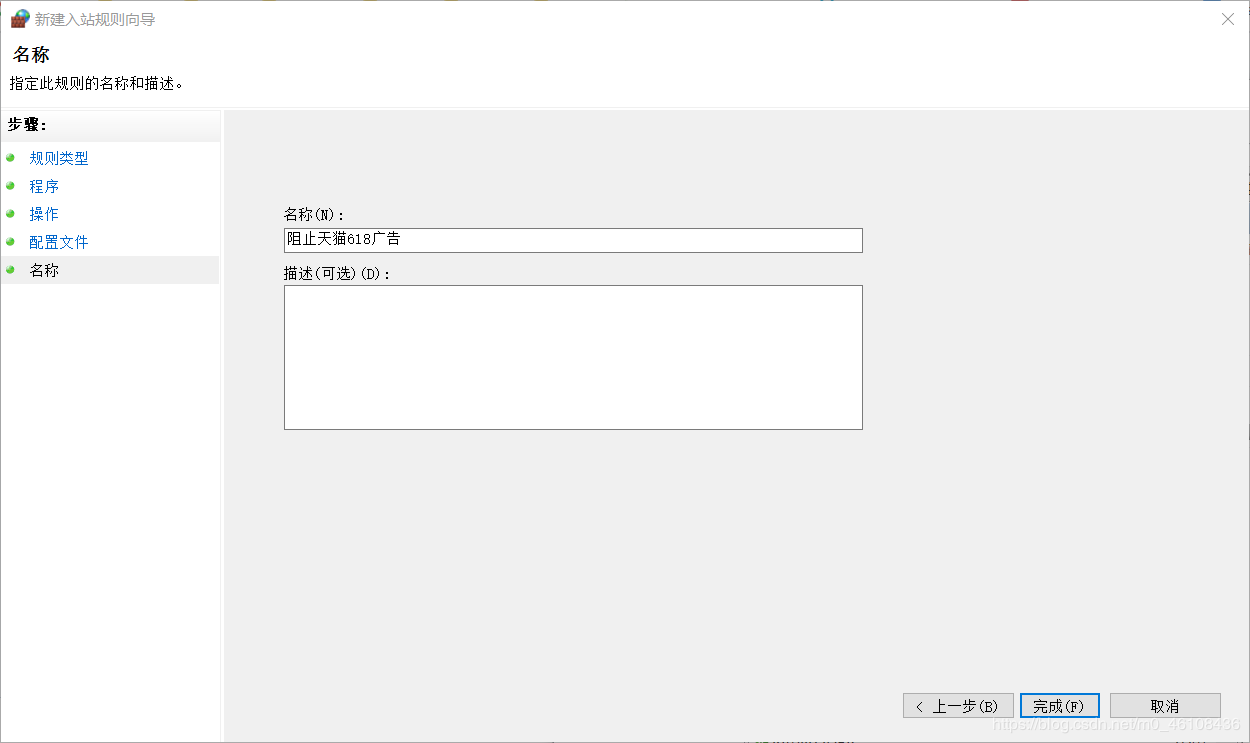 新建入站规则向导
名称
指定此规则的名称和描述。
步骤:
规则类型
程序
操作
配置文件
名称
名称(N):
阻止天猫618广告
描述(可选)(D):
< 上一步(B)
完成(F)
取消
https://blog.csdn.net/m0_46108436